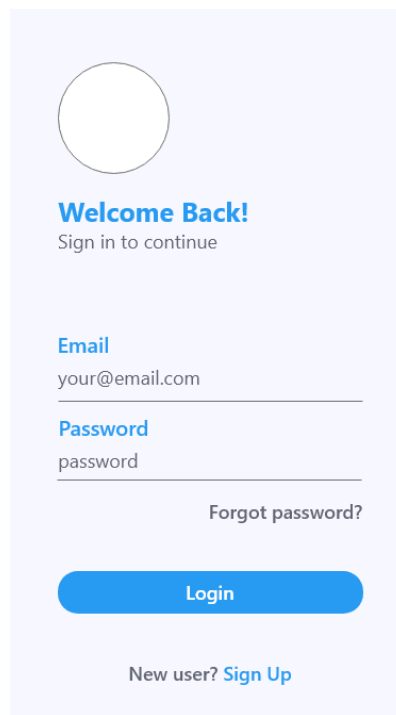 Welcome Back!
Sign in to continue
Email
your@email.com
Password
password
Forgot password?
Login
New user? Sign Up